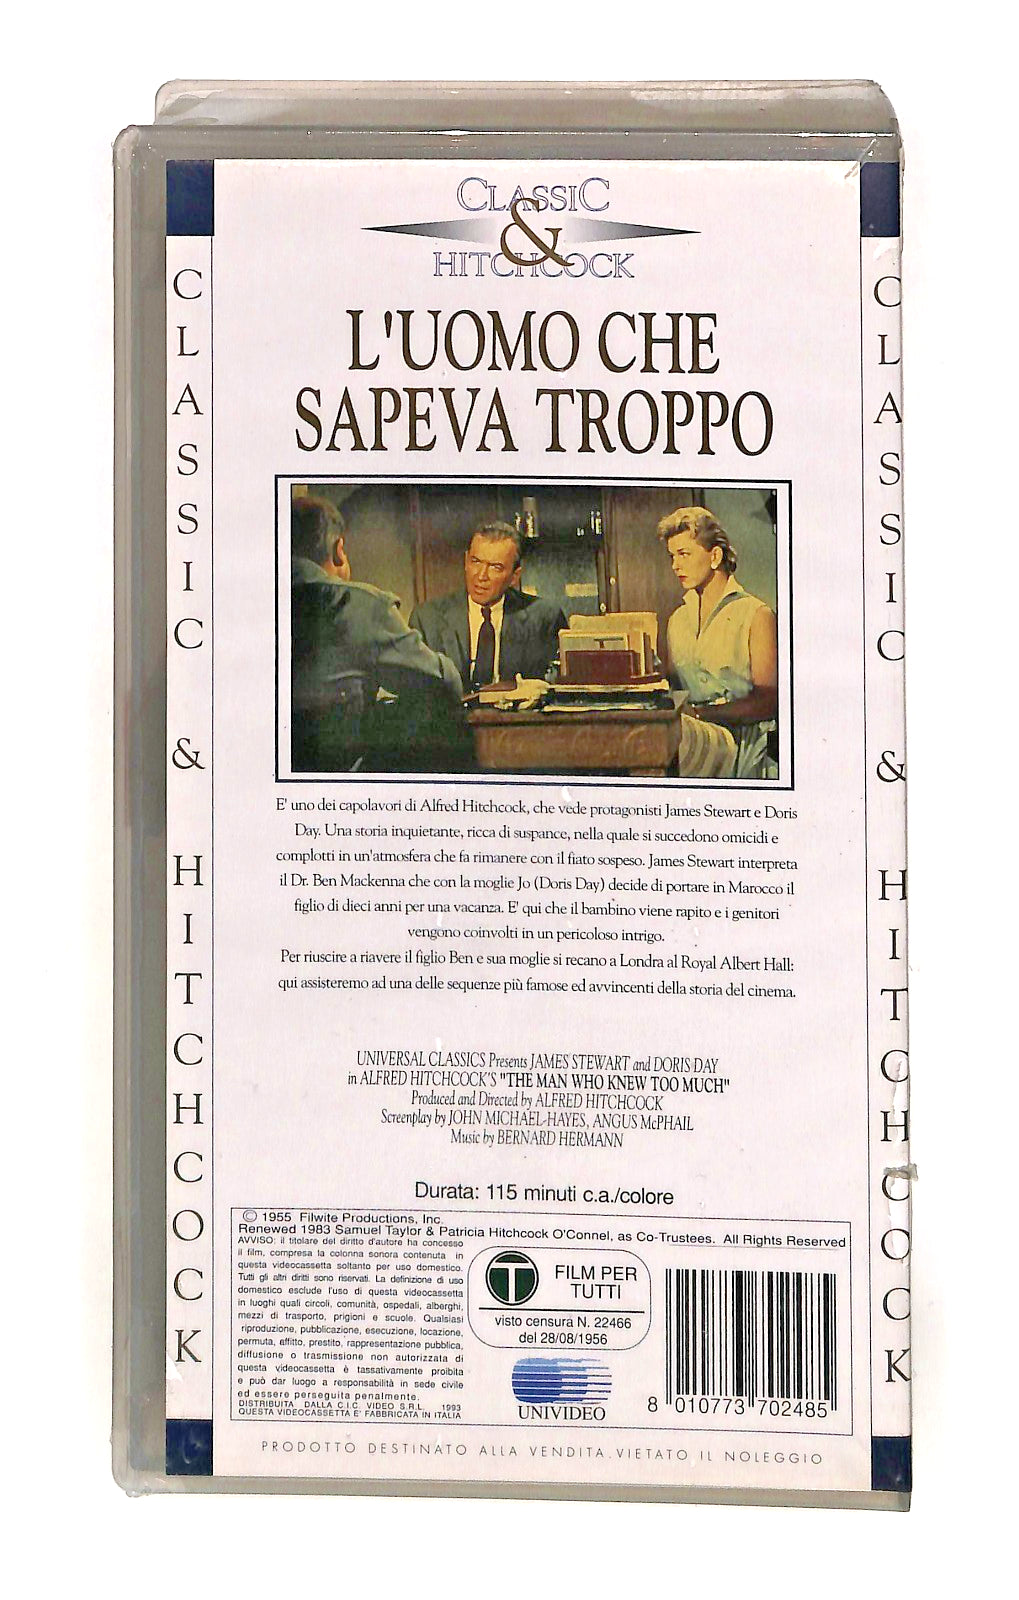 CLASSIC
&
HITCHCOCK
L'UOMO CHE
SAPEVA TROPPO
E' uno dei capolavori di Alfred Hitchcock, che vede protagonisti James Stewart e Doris
Day. Una storia inquietante, ricca di suspance, nella quale si succedono omicidi e
complotti in un'atmosfera che fa rimanere con il fiato sospeso. James Stewart interpreta
il Dr. Ben Mackenna che con la moglie Jo (Doris Day) decide di portare in Marocco il
figlio di dieci anni per una vacanza. E' qui che il bambino viene rapito e i genitori
vengono coinvolti in un pericoloso intrigo.
Per riuscire a riavere il figlio Ben e sua moglie si recano a Londra al Royal Albert Hall:
qui assisteremo ad una delle sequenze più famose ed avvincenti della storia del cinema.
UNIVERSAL CLASSICS Presents JAMES STEWART and DORIS DAY
in ALFRED HITCHCOCK'S "THE MAN WHO KNEW TOO MUCH"
Produced and Directed by ALFRED HITCHCOCK
Screenplay by JOHN MICHAEL HAYES, ANGUS McPHAIL
Music by BERNARD HERMANN
Durata: 115 minuti c.a./colore
© 1955 Filwite Productions, Inc.
Renewed 1983 Samuel Taylor & Patricia Hitchcock O'Connel, as Co-Trustees. All Rights Reserved
AVVISO: il titolare del diritto d'autore ha concesso
il film, compresa la colonna sonora contenuta in
questa videocassetta soltanto per uso domestico.
Tutti gli altri diritti sono riservati. La definizione di uso
domestico esclude l'uso di questa videocassetta
in luoghi quali circoli, comunità, ospedali, alberghi,
mezzi di trasporto, prigioni e scuole. Qualsiasi
riproduzione, pubblicazione, esecuzione, locazione,
permuta, affitto, prestito, rappresentazione pubblica,
diffusione o trasmissione non autorizzata di
questa videocassetta è tassativamente proibita
e può dar luogo a responsabilità in sede civile
ed essere perseguita penalmente.
DISTRIBUITA DALLA C.I.C. VIDEO S.R.L. 1993
QUESTA VIDEOCASSETTA E' FABBRICATA IN ITALIA
T
FILM PER
TUTTI
visto censura N. 22466
del 28/08/1956
UNIVIDEO
8 010773 702485
PRODOTTO DESTINATO ALLA VENDITA. VIETATO IL NOLEGGIO
CLASSIC & HITCHCOCK
CLASSIC & HITCHCOCK